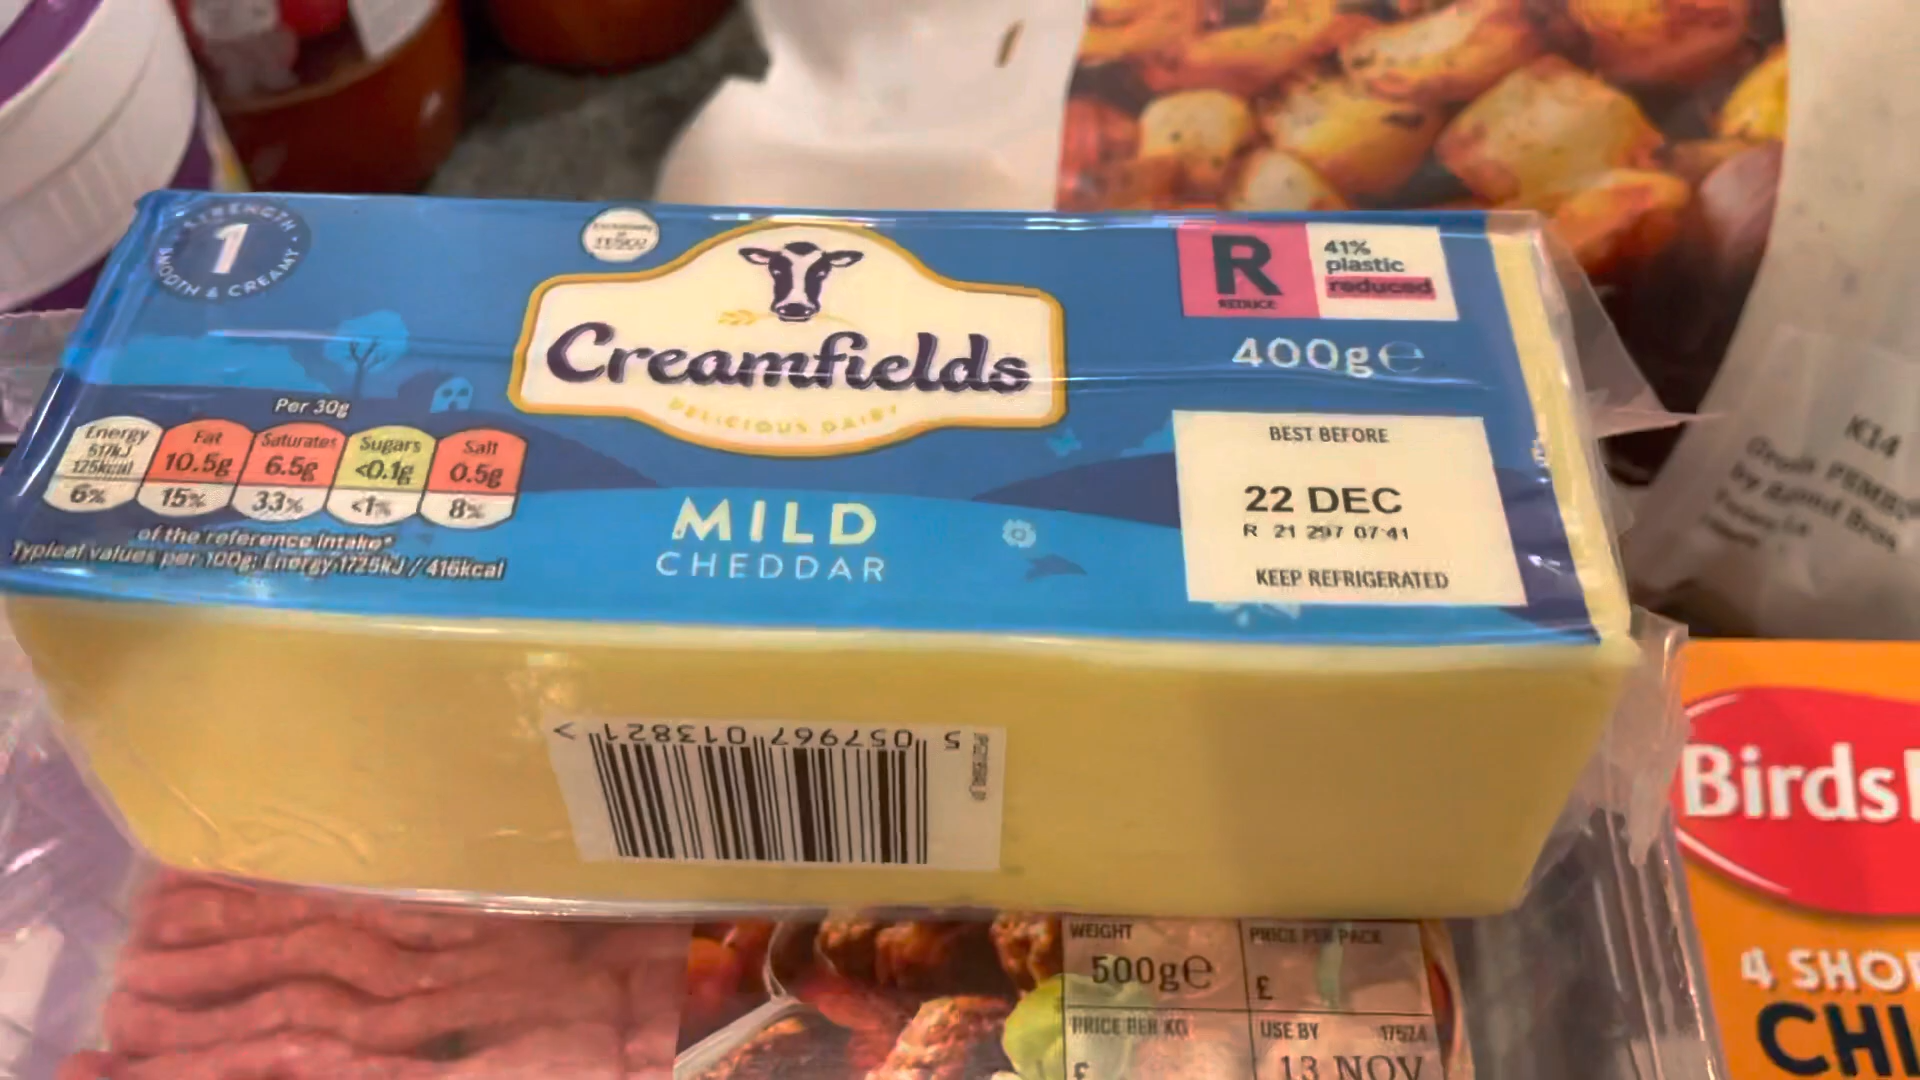 STRENGTH
1
SMOOTH & CREAMY
TESCO
Creamfields
DELICIOUS DAIRY
MILD
CHEDDAR
R
REDUCE
41%
plastic
reduced
400g℮
BEST BEFORE
22 DEC
R 21 297 07:41
KEEP REFRIGERATED
Per 30g
Energy Fat Saturates Sugars Salt
517kJ
125kcal 10.5g 6.5g <0.1g 0.5g
6% 15% 33% <1% 8%
of the reference intake*
Typical values per 100g: Energy 1725kJ / 416kcal
5 057967 013821 >
K14
WEIGHT PRICE PER PACK
500g℮ £
PRICE PER KG USE BY 17524
£ 13 NOV
Birds
4 SHO
CHI